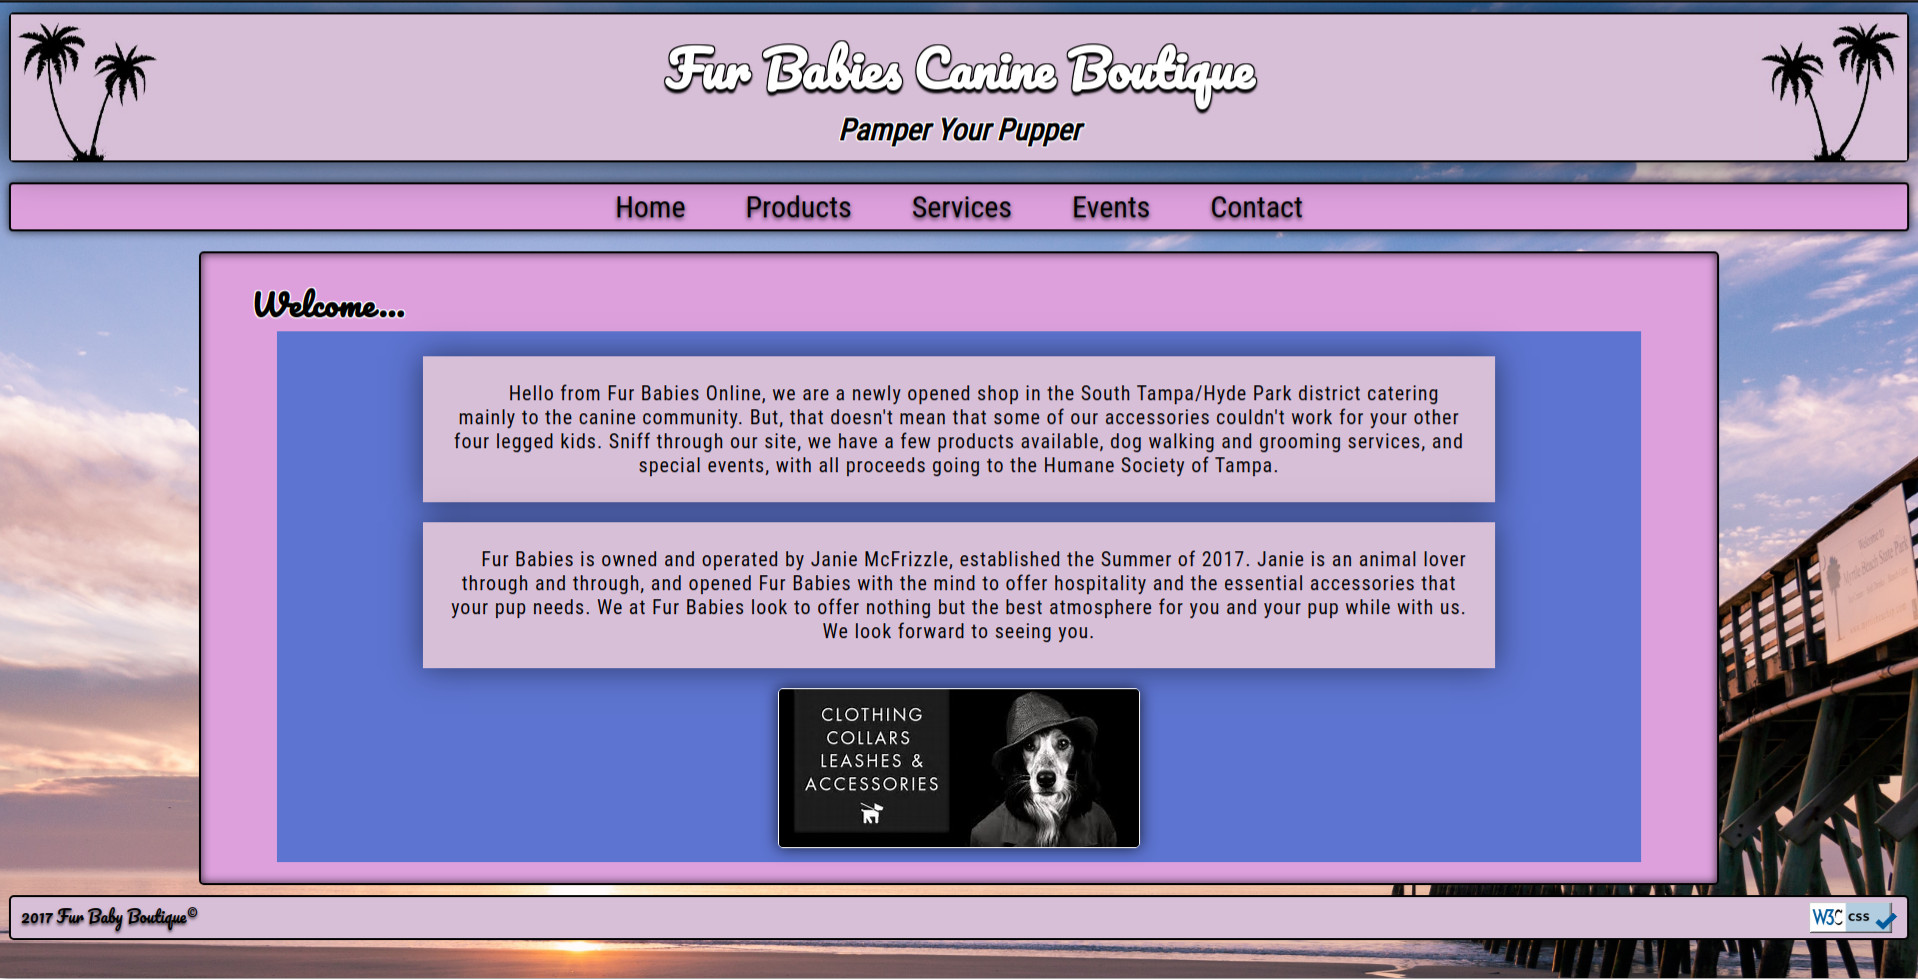 Fur Babies Canine Boutique
Pamper Your Pupper
Home Products Services Events Contact
Welcome...
Hello from Fur Babies Online, we are a newly opened shop in the South Tampa/Hyde Park district catering
mainly to the canine community. But, that doesn't mean that some of our accessories couldn't work for your other
four legged kids. Sniff through our site, we have a few products available, dog walking and grooming services, and
special events, with all proceeds going to the Humane Society of Tampa.
Fur Babies is owned and operated by Janie McFrizzle, established the Summer of 2017. Janie is an animal lover
through and through, and opened Fur Babies with the mind to offer hospitality and the essential accessories that
your pup needs. We at Fur Babies look to offer nothing but the best atmosphere for you and your pup while with us.
We look forward to seeing you.
CLOTHING
COLLARS
LEASHES &
ACCESSORIES
Welcome to
Myrtle Beach State Park
2017 Fur Baby Boutique©
W3C css